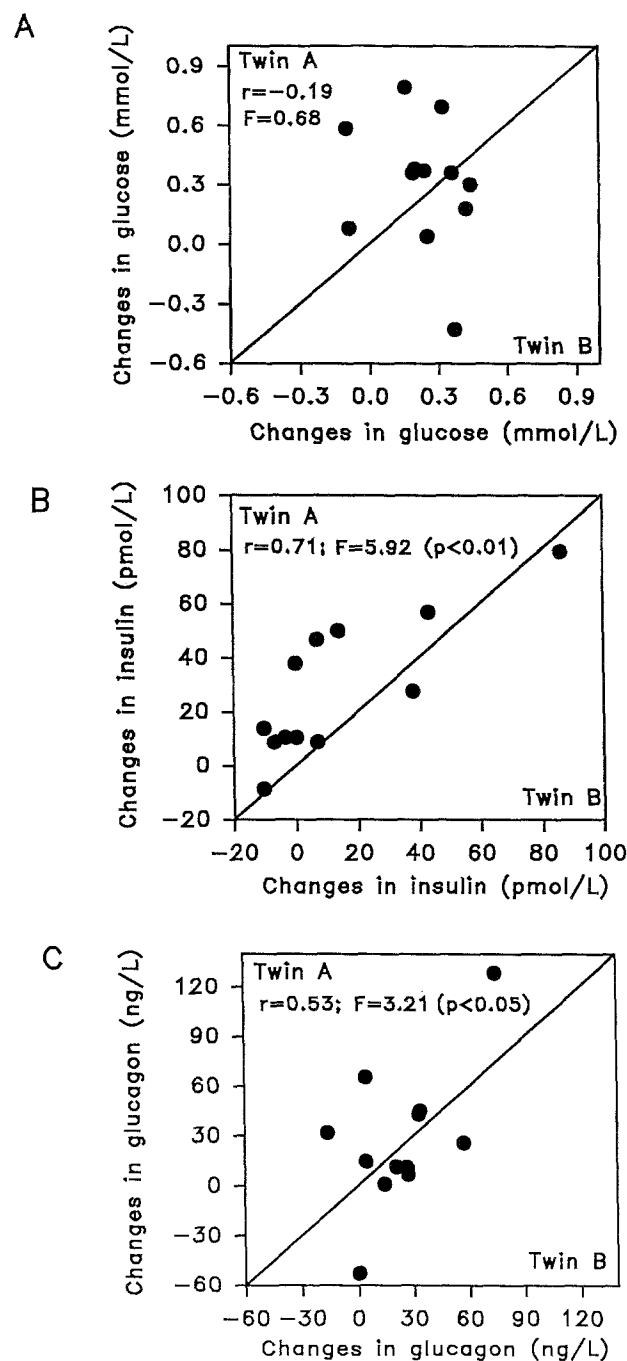 A
Changes in glucose (mmol/L)
0.9
0.6
0.3
0.0
−0.3
−0.6
Twin A
r=−0.19
F=0.68
Twin B
−0.6 −0.3 0.0 0.3 0.6 0.9
Changes in glucose (mmol/L)
B
Changes in insulin (pmol/L)
100
80
60
40
20
0
−20
Twin A
r=0.71; F=5.92 (p<0.01)
Twin B
−20 0 20 40 60 80 100
Changes in insulin (pmol/L)
C
Changes in glucagon (ng/L)
120
90
60
30
0
−30
−60
Twin A
r=0.53; F=3.21 (p<0.05)
Twin B
−60 −30 0 30 60 90 120
Changes in glucagon (ng/L)